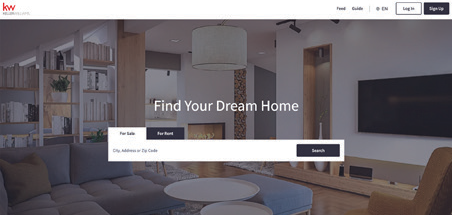 kw
KELLERWILLIAMS
Feed
Guide
EN
Log In
Sign Up
Find Your Dream Home
For Sale
For Rent
City, Address or Zip Code
Search